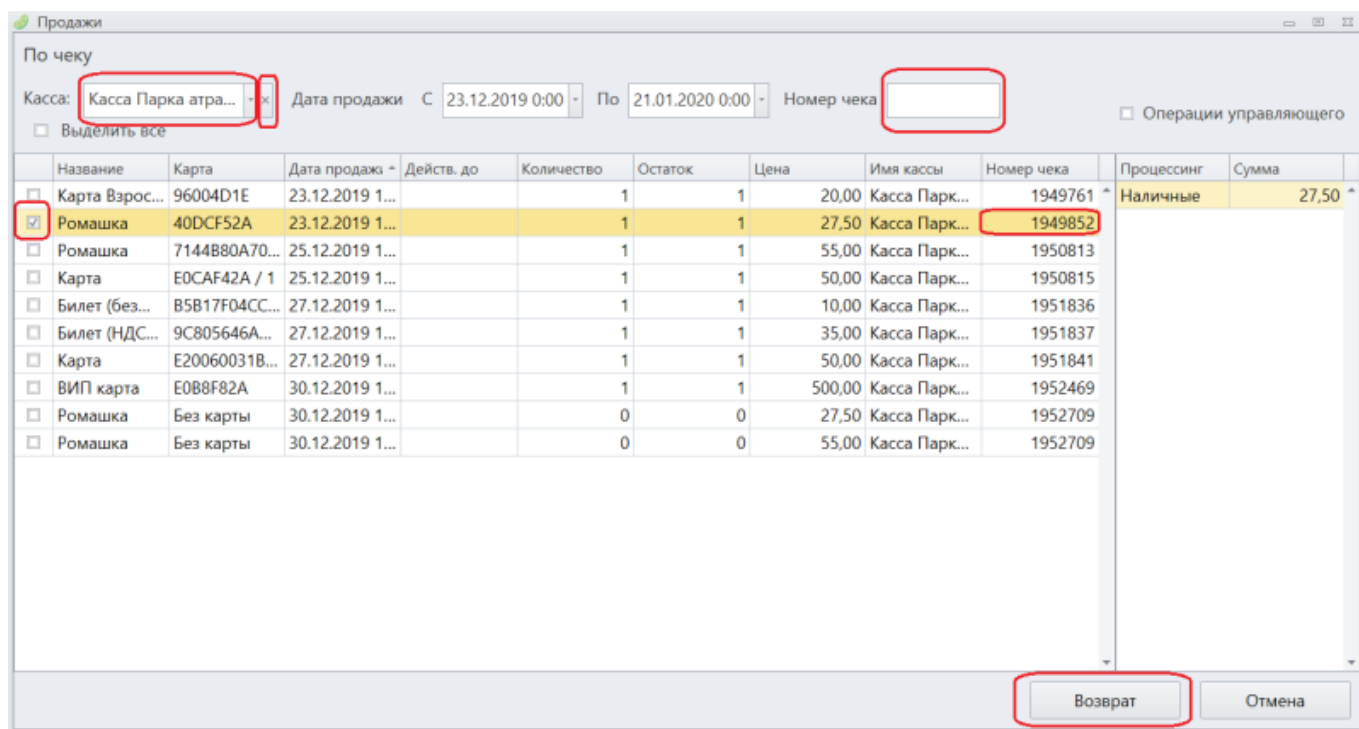 Продажи
По чеку
Касса: Касса Парка атра... Дата продажи С 23.12.2019 0:00 По 21.01.2020 0:00 Номер чека
Выделить все Операции управляющего
Название Карта Дата продажи Действ. до Количество Остаток Цена Имя кассы Номер чека Процессинг Сумма
Карта Взрос... 96004D1E 23.12.2019 1... 1 1 20,00 Касса Парк... 1949761 Наличные 27,50
Ромашка 40DCF52A 23.12.2019 1... 1 1 27,50 Касса Парк... 1949852
Ромашка 7144B80A70... 25.12.2019 1... 1 1 55,00 Касса Парк... 1950813
Карта E0CAF42A / 1 25.12.2019 1... 1 1 50,00 Касса Парк... 1950815
Билет (без... B5B17F04CC... 27.12.2019 1... 1 1 10,00 Касса Парк... 1951836
Билет (НДС... 9C805646A... 27.12.2019 1... 1 1 35,00 Касса Парк... 1951837
Карта E20060031B... 27.12.2019 1... 1 1 50,00 Касса Парк... 1951841
ВИП карта E0B8F82A 30.12.2019 1... 1 1 500,00 Касса Парк... 1952469
Ромашка Без карты 30.12.2019 1... 0 0 27,50 Касса Парк... 1952709
Ромашка Без карты 30.12.2019 1... 0 0 55,00 Касса Парк... 1952709
Возврат Отмена